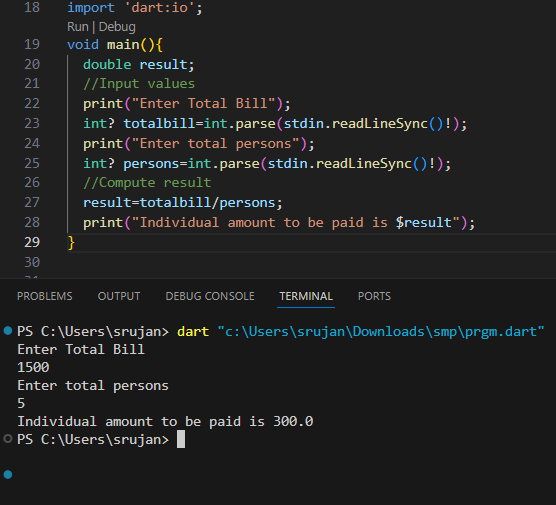 18 import 'dart:io';
Run | Debug
19 void main(){
20   double result;
21   //Input values
22   print("Enter Total Bill");
23   int? totalbill=int.parse(stdin.readLineSync()!);
24   print("Enter total persons");
25   int? persons=int.parse(stdin.readLineSync()!);
26   //Compute result
27   result=totalbill/persons;
28   print("Individual amount to be paid is $result");
29 }
30
PROBLEMS OUTPUT DEBUG CONSOLE TERMINAL PORTS
PS C:\Users\srujan> dart "c:\Users\srujan\Downloads\smp\prgm.dart"
Enter Total Bill
1500
Enter total persons
5
Individual amount to be paid is 300.0
PS C:\Users\srujan>